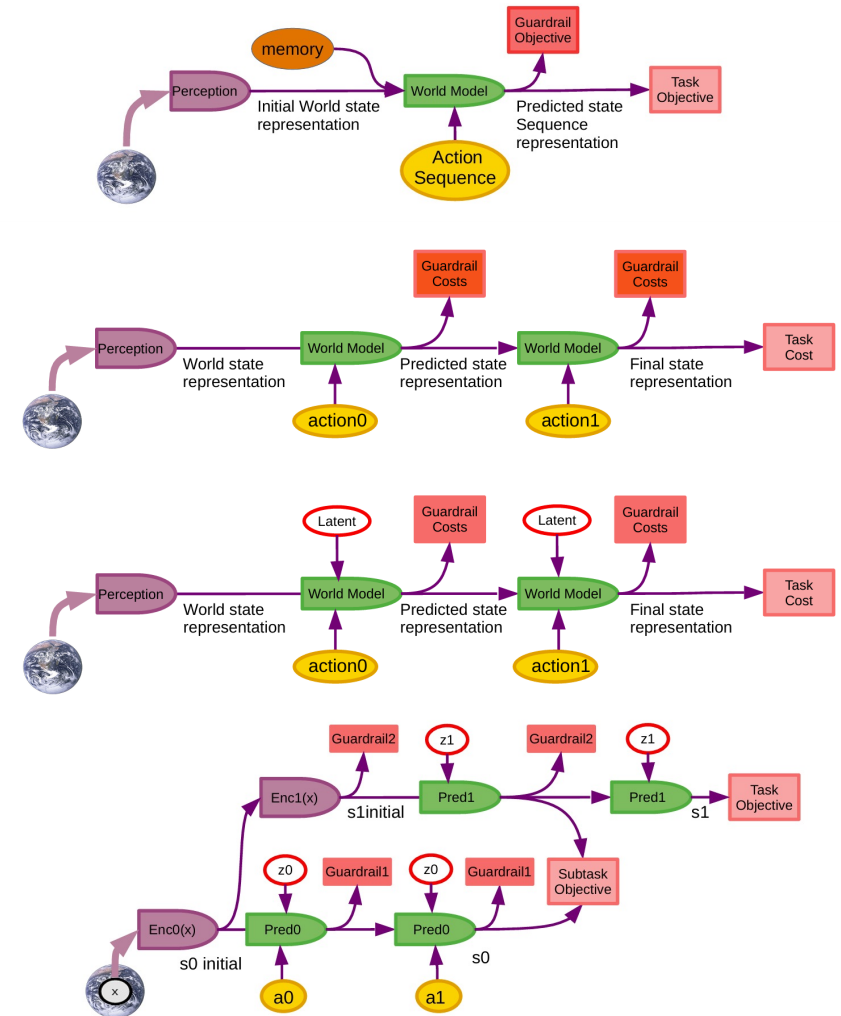 Guardrail
Objective
memory
Perception
World Model
Task
Objective
Initial World state
representation
Predicted state
Sequence
representation
Action
Sequence
Guardrail
Costs
Guardrail
Costs
Perception
World Model
World Model
Task
Cost
World state
representation
Predicted state
representation
Final state
representation
action0
action1
Latent
Guardrail
Costs
Latent
Guardrail
Costs
Perception
World Model
World Model
Task
Cost
World state
representation
Predicted state
representation
Final state
representation
action0
action1
Guardrail2
z1
Guardrail2
z1
Enc1(x)
Pred1
Pred1
Task
Objective
s1initial
s1
z0
Guardrail1
z0
Guardrail1
Subtask
Objective
Enc0(x)
Pred0
Pred0
s0 initial
s0
x
a0
a1